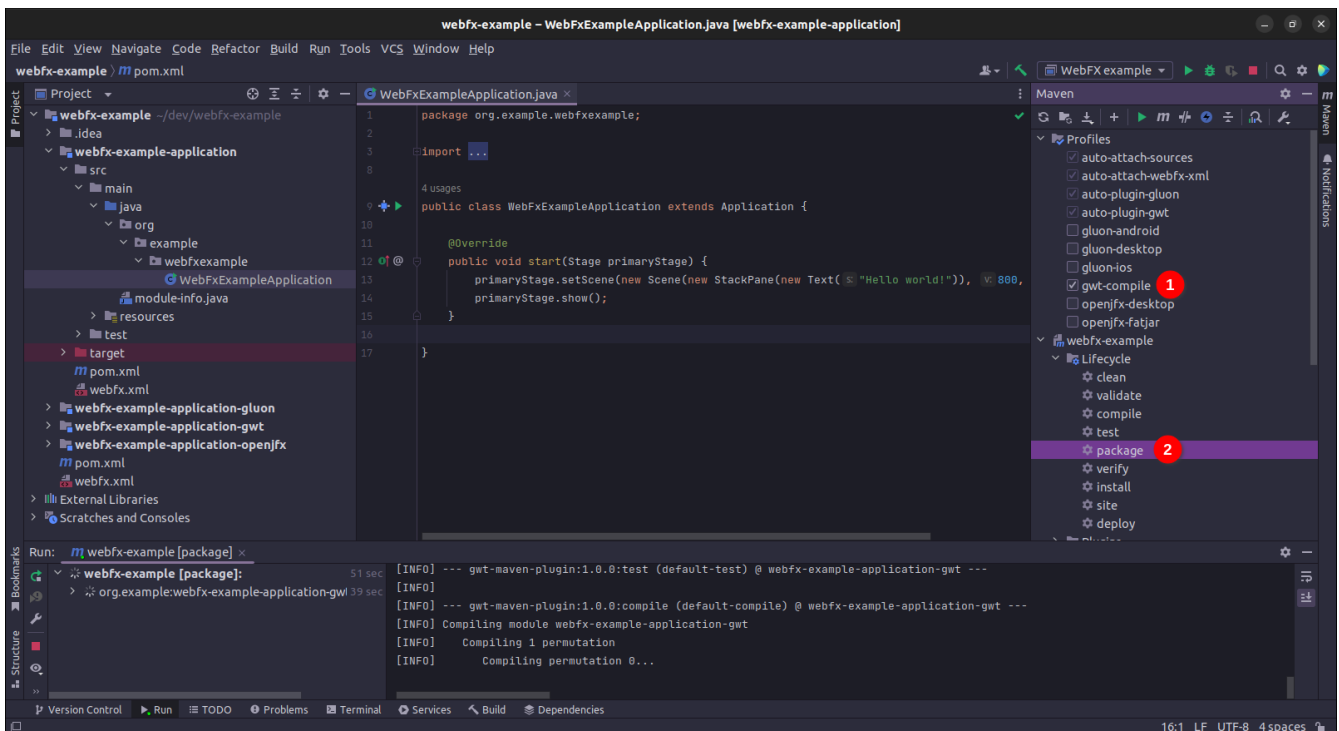 webfx-example – WebFxExampleApplication.java [webfx-example-application]
File Edit View Navigate Code Refactor Build Run Tools VCS Window Help
webfx-example m pom.xml
WebFX example
Project
Project
webfx-example ~/dev/webfx-example
.idea
webfx-example-application
src
main
java
org
example
webfxexample
WebFxExampleApplication
module-info.java
resources
test
target
m pom.xml
webfx.xml
webfx-example-application-gluon
webfx-example-application-gwt
webfx-example-application-openjfx
m pom.xml
webfx.xml
External Libraries
Scratches and Consoles
WebFxExampleApplication.java
1 package org.example.webfxexample;
2
3 import ...
8
4 usages
9 public class WebFxExampleApplication extends Application {
10
11 @Override
12 public void start(Stage primaryStage) {
13 primaryStage.setScene(new Scene(new StackPane(new Text( s: "Hello world!")), v: 800,
14 primaryStage.show();
15 }
16
17 }
Maven
Profiles
auto-attach-sources
auto-attach-webfx-xml
auto-plugin-gluon
auto-plugin-gwt
gluon-android
gluon-desktop
gluon-ios
gwt-compile 1
openjfx-desktop
openjfx-fatjar
webfx-example
Lifecycle
clean
validate
compile
test
package 2
verify
install
site
deploy
m Maven
Notifications
Bookmarks
Structure
Run: m webfx-example [package]
webfx-example [package]: 51 sec
org.example:webfx-example-application-gwt 39 sec
[INFO] --- gwt-maven-plugin:1.0.0:test (default-test) @ webfx-example-application-gwt ---
[INFO]
[INFO] --- gwt-maven-plugin:1.0.0:compile (default-compile) @ webfx-example-application-gwt ---
[INFO] Compiling module webfx-example-application-gwt
[INFO] Compiling 1 permutation
[INFO] Compiling permutation 0...
Version Control Run TODO Problems Terminal Services Build Dependencies
16:1 LF UTF-8 4 spaces